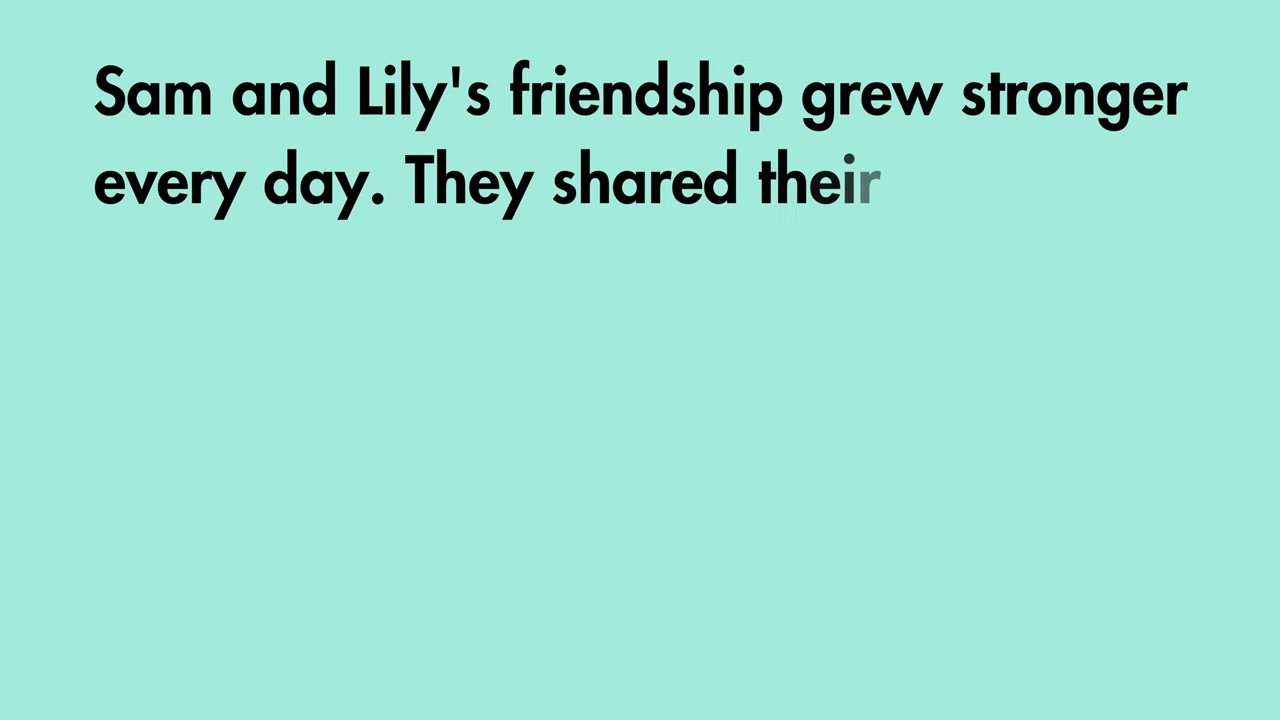 Sam and Lily's friendship grew stronger
every day. They shared their